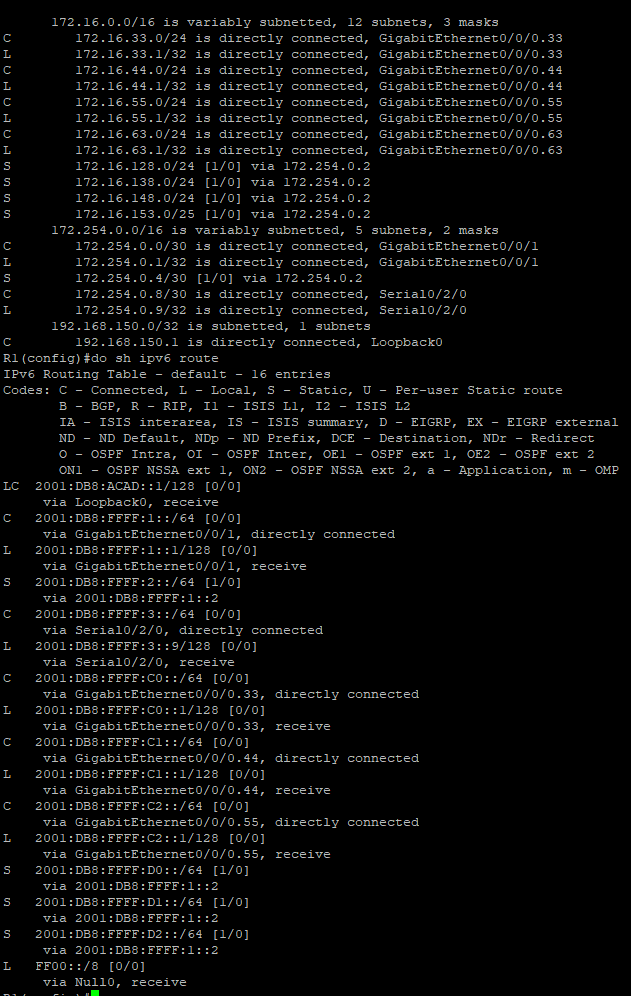 172.16.0.0/16 is variably subnetted, 12 subnets, 3 masks
C 172.16.33.0/24 is directly connected, GigabitEthernet0/0/0.33
L 172.16.33.1/32 is directly connected, GigabitEthernet0/0/0.33
C 172.16.44.0/24 is directly connected, GigabitEthernet0/0/0.44
L 172.16.44.1/32 is directly connected, GigabitEthernet0/0/0.44
C 172.16.55.0/24 is directly connected, GigabitEthernet0/0/0.55
L 172.16.55.1/32 is directly connected, GigabitEthernet0/0/0.55
C 172.16.63.0/24 is directly connected, GigabitEthernet0/0/0.63
L 172.16.63.1/32 is directly connected, GigabitEthernet0/0/0.63
S 172.16.128.0/24 [1/0] via 172.254.0.2
S 172.16.138.0/24 [1/0] via 172.254.0.2
S 172.16.148.0/24 [1/0] via 172.254.0.2
S 172.16.153.0/25 [1/0] via 172.254.0.2
172.254.0.0/16 is variably subnetted, 5 subnets, 2 masks
C 172.254.0.0/30 is directly connected, GigabitEthernet0/0/1
L 172.254.0.1/32 is directly connected, GigabitEthernet0/0/1
S 172.254.0.4/30 [1/0] via 172.254.0.2
C 172.254.0.8/30 is directly connected, Serial0/2/0
L 172.254.0.9/32 is directly connected, Serial0/2/0
192.168.150.0/32 is subnetted, 1 subnets
C 192.168.150.1 is directly connected, Loopback0
R1(config)#do sh ipv6 route
IPv6 Routing Table - default - 16 entries
Codes: C - Connected, L - Local, S - Static, U - Per-user Static route
B - BGP, R - RIP, I1 - ISIS L1, I2 - ISIS L2
IA - ISIS interarea, IS - ISIS summary, D - EIGRP, EX - EIGRP external
ND - ND Default, NDp - ND Prefix, DCE - Destination, NDr - Redirect
O - OSPF Intra, OI - OSPF Inter, OE1 - OSPF ext 1, OE2 - OSPF ext 2
ON1 - OSPF NSSA ext 1, ON2 - OSPF NSSA ext 2, a - Application, m - OMP
LC 2001:DB8:ACAD::1/128 [0/0]
via Loopback0, receive
C 2001:DB8:FFFF:1::/64 [0/0]
via GigabitEthernet0/0/1, directly connected
L 2001:DB8:FFFF:1::1/128 [0/0]
via GigabitEthernet0/0/1, receive
S 2001:DB8:FFFF:2::/64 [1/0]
via 2001:DB8:FFFF:1::2
C 2001:DB8:FFFF:3::/64 [0/0]
via Serial0/2/0, directly connected
L 2001:DB8:FFFF:3::9/128 [0/0]
via Serial0/2/0, receive
C 2001:DB8:FFFF:C0::/64 [0/0]
via GigabitEthernet0/0/0.33, directly connected
L 2001:DB8:FFFF:C0::1/128 [0/0]
via GigabitEthernet0/0/0.33, receive
C 2001:DB8:FFFF:C1::/64 [0/0]
via GigabitEthernet0/0/0.44, directly connected
L 2001:DB8:FFFF:C1::1/128 [0/0]
via GigabitEthernet0/0/0.44, receive
C 2001:DB8:FFFF:C2::/64 [0/0]
via GigabitEthernet0/0/0.55, directly connected
L 2001:DB8:FFFF:C2::1/128 [0/0]
via GigabitEthernet0/0/0.55, receive
S 2001:DB8:FFFF:D0::/64 [1/0]
via 2001:DB8:FFFF:1::2
S 2001:DB8:FFFF:D1::/64 [1/0]
via 2001:DB8:FFFF:1::2
S 2001:DB8:FFFF:D2::/64 [1/0]
via 2001:DB8:FFFF:1::2
L FF00::/8 [0/0]
via Null0, receive